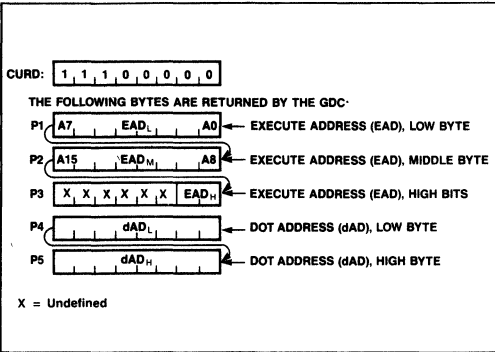 CURD: 1 1 1 0 0 0 0 0
THE FOLLOWING BYTES ARE RETURNED BY THE GDC·
P1 A7 EADL A0 EXECUTE ADDRESS (EAD), LOW BYTE
P2 A15 EADM A8 EXECUTE ADDRESS (EAD), MIDDLE BYTE
P3 X X X X X X EADH EXECUTE ADDRESS (EAD), HIGH BITS
P4 dADL DOT ADDRESS (dAD), LOW BYTE
P5 dADH DOT ADDRESS (dAD), HIGH BYTE
X = Undefined